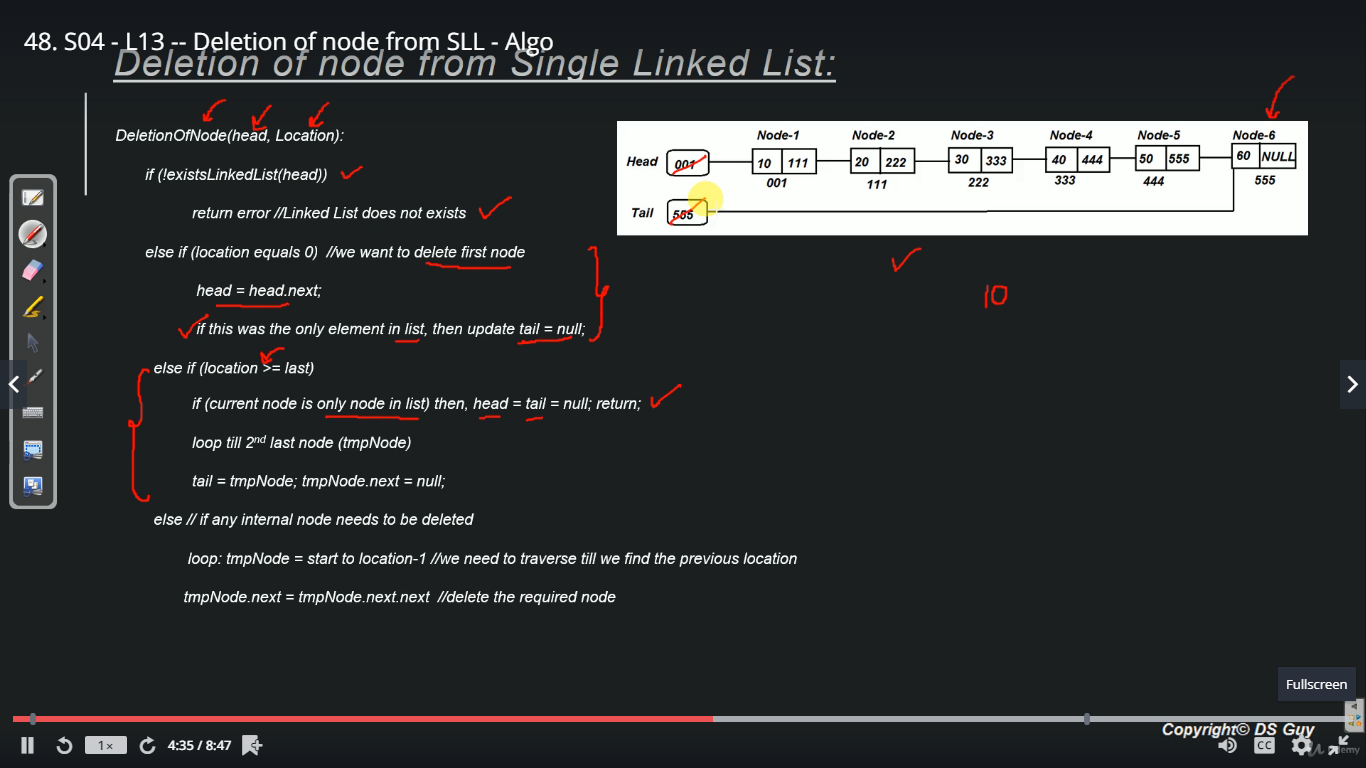 48. S04 - L13 -- Deletion of node from SLL - Algo
Deletion of node from Single Linked List:
DeletionOfNode(head, Location):
if (!existsLinkedList(head))
return error //Linked List does not exists
else if (location equals 0) //we want to delete first node
head = head.next;
if this was the only element in list, then update tail = null;
else if (location >= last)
if (current node is only node in list) then, head = tail = null; return;
loop till 2nd last node (tmpNode)
tail = tmpNode; tmpNode.next = null;
else // if any internal node needs to be deleted
loop: tmpNode = start to location-1 //we need to traverse till we find the previous location
tmpNode.next = tmpNode.next.next //delete the required node
Node-1 Node-2 Node-3 Node-4 Node-5 Node-6
Head 001 10 111 20 222 30 333 40 444 50 555 60 NULL
001 111 222 333 444 555
Tail 555
10
Fullscreen
Copyright© DS Guy
1x 4:35 / 8:47 CC